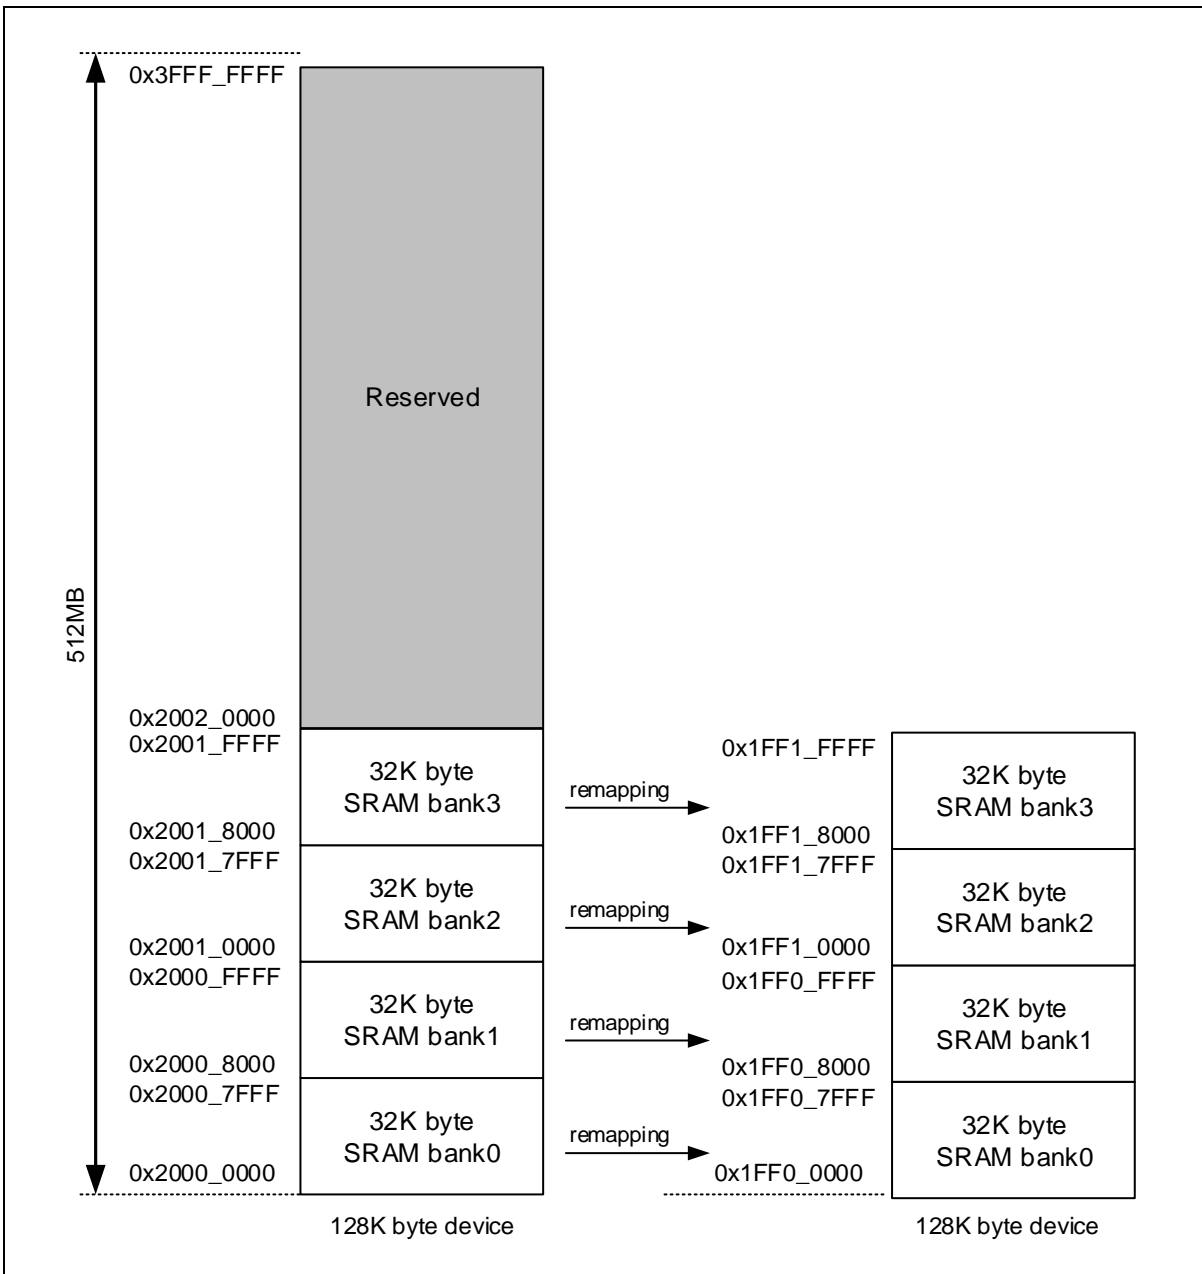 0x3FFF_FFFF
Reserved
512MB
0x2002_0000
0x2001_FFFF
32K byte
SRAM bank3
0x2001_8000
0x2001_7FFF
32K byte
SRAM bank2
0x2001_0000
0x2000_FFFF
32K byte
SRAM bank1
0x2000_8000
0x2000_7FFF
32K byte
SRAM bank0
0x2000_0000
128K byte device
remapping
remapping
remapping
remapping
0x1FF1_FFFF
32K byte
SRAM bank3
0x1FF1_8000
0x1FF1_7FFF
32K byte
SRAM bank2
0x1FF1_0000
0x1FF0_FFFF
32K byte
SRAM bank1
0x1FF0_8000
0x1FF0_7FFF
32K byte
SRAM bank0
0x1FF0_0000
128K byte device